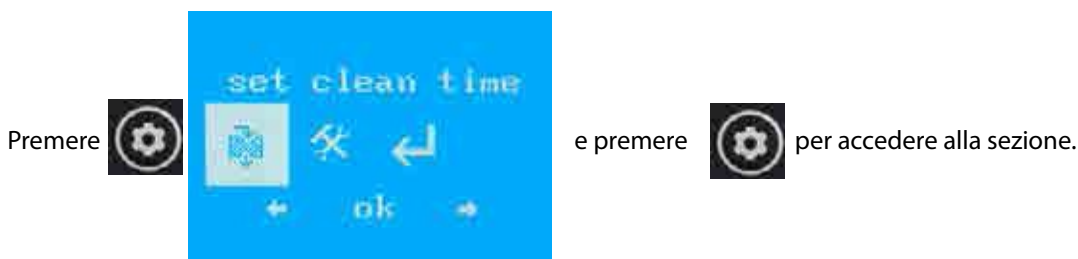 set clean time
Premere e premere per accedere alla sezione.
ok